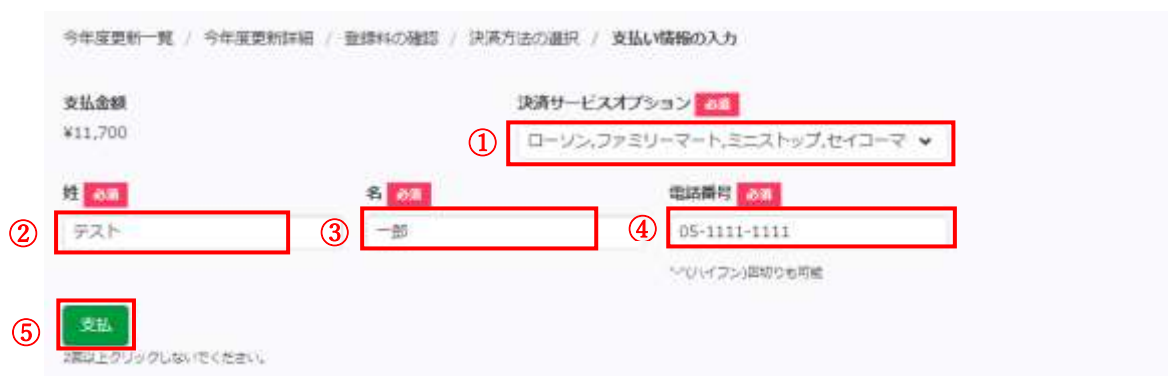 今年度更新一覧 / 今年度更新詳細 / 登録料の確認 / 決済方法の選択 / 支払い情報の入力
支払金額
決済サービスオプション 必須
¥11,700
① ローソン,ファミリーマート,ミニストップ,セイコーマ
姓 必須
名 必須
電話番号 必須
② テスト
③ 一郎
④ 05-1111-1111
"-"(ハイフン)区切りも可能
⑤ 支払
2回以上クリックしないでください。